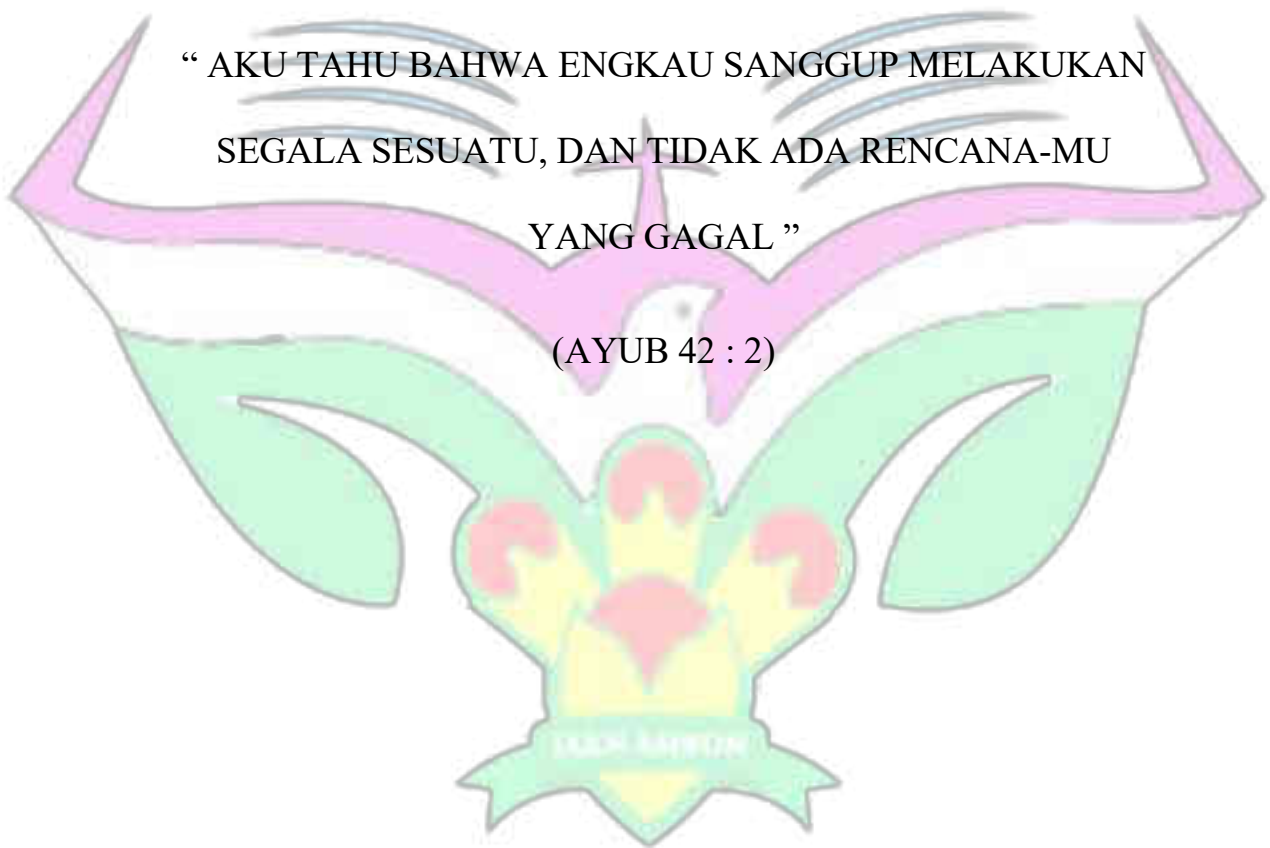 “ AKU TAHU BAHWA ENGKAU SANGGUP MELAKUKAN
SEGALA SESUATU, DAN TIDAK ADA RENCANA-MU
YANG GAGAL ”
(AYUB 42 : 2)